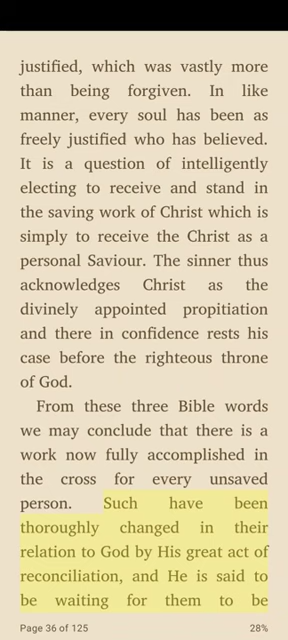 justified, which was vastly more
than being forgiven. In like
manner, every soul has been as
freely justified who has believed.
It is a question of intelligently
electing to receive and stand in
the saving work of Christ which is
simply to receive the Christ as a
personal Saviour. The sinner thus
acknowledges Christ as the
divinely appointed propitiation
and there in confidence rests his
case before the righteous throne
of God.
From these three Bible words
we may conclude that there is a
work now fully accomplished in
the cross for every unsaved
person. Such have been
thoroughly changed in their
relation to God by His great act of
reconciliation, and He is said to
be waiting for them to be
Page 36 of 125 28%